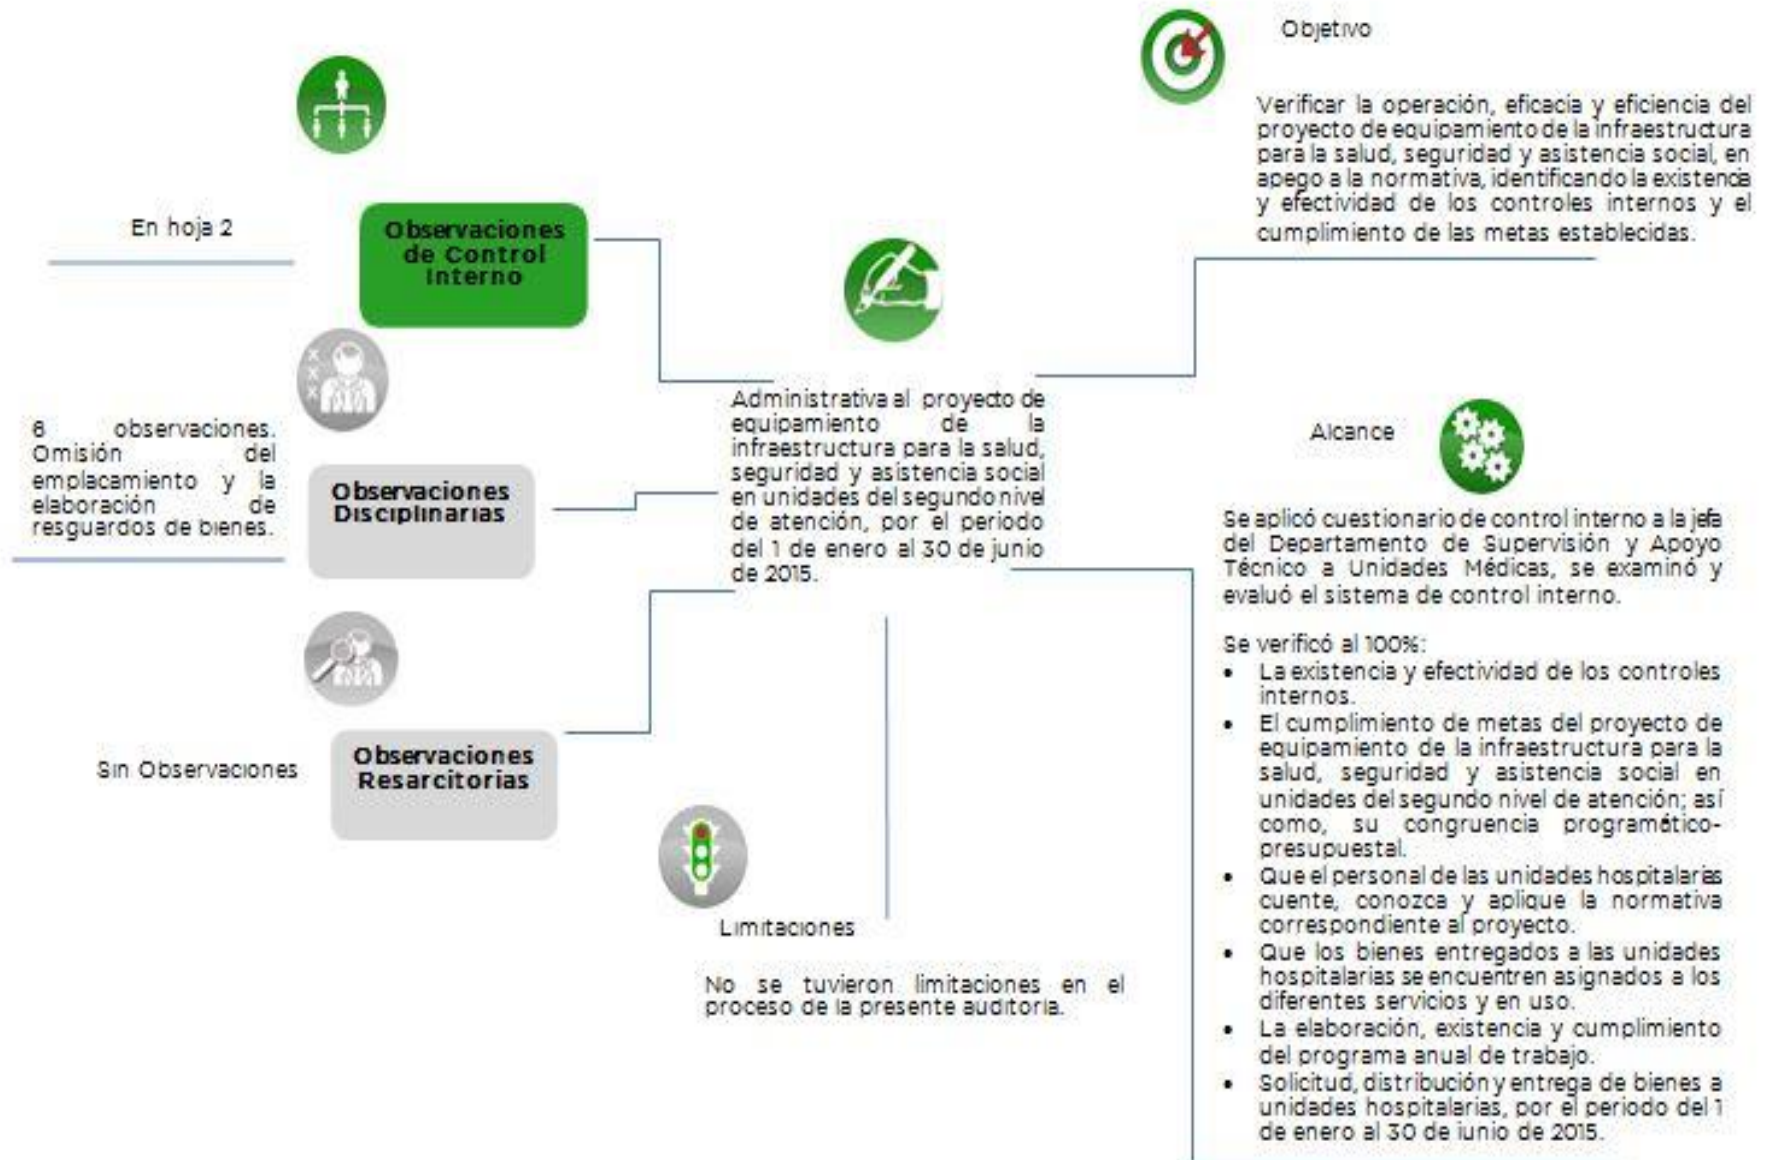 Objetivo
Verificar la operación, eficacia y eficiencia del
proyecto de equipamiento de la infraestructura
para la salud, seguridad y asistencia social, en
apego a la normativa, identificando la existencia
y efectividad de los controles internos y el
cumplimiento de las metas establecidas.
En hoja 2
Observaciones
de Control
Interno
6 observaciones.
Omisión del
emplacamiento y la
elaboración de
resguardos de bienes.
Observaciones
Disciplinarias
Sin Observaciones
Observaciones
Resarcitorias
Administrativa al proyecto de
equipamiento de la
infraestructura para la salud,
seguridad y asistencia social
en unidades del segundo nivel
de atención, por el periodo
del 1 de enero al 30 de junio
de 2015.
Limitaciones
No se tuvieron limitaciones en el
proceso de la presente auditoria.
Alcance
Se aplicó cuestionario de control interno a la jefa
del Departamento de Supervisión y Apoyo
Técnico a Unidades Médicas, se examinó y
evaluó el sistema de control interno.
Se verificó al 100%:
• La existencia y efectividad de los controles
internos.
• El cumplimiento de metas del proyecto de
equipamiento de la infraestructura para la
salud, seguridad y asistencia social en
unidades del segundo nivel de atención; así
como, su congruencia programático-
presupuestal.
• Que el personal de las unidades hospitalarias
cuente, conozca y aplique la normativa
correspondiente al proyecto.
• Que los bienes entregados a las unidades
hospitalarias se encuentren asignados a los
diferentes servicios y en uso.
• La elaboración, existencia y cumplimiento
del programa anual de trabajo.
• Solicitud, distribución y entrega de bienes a
unidades hospitalarias, por el periodo del 1
de enero al 30 de junio de 2015.